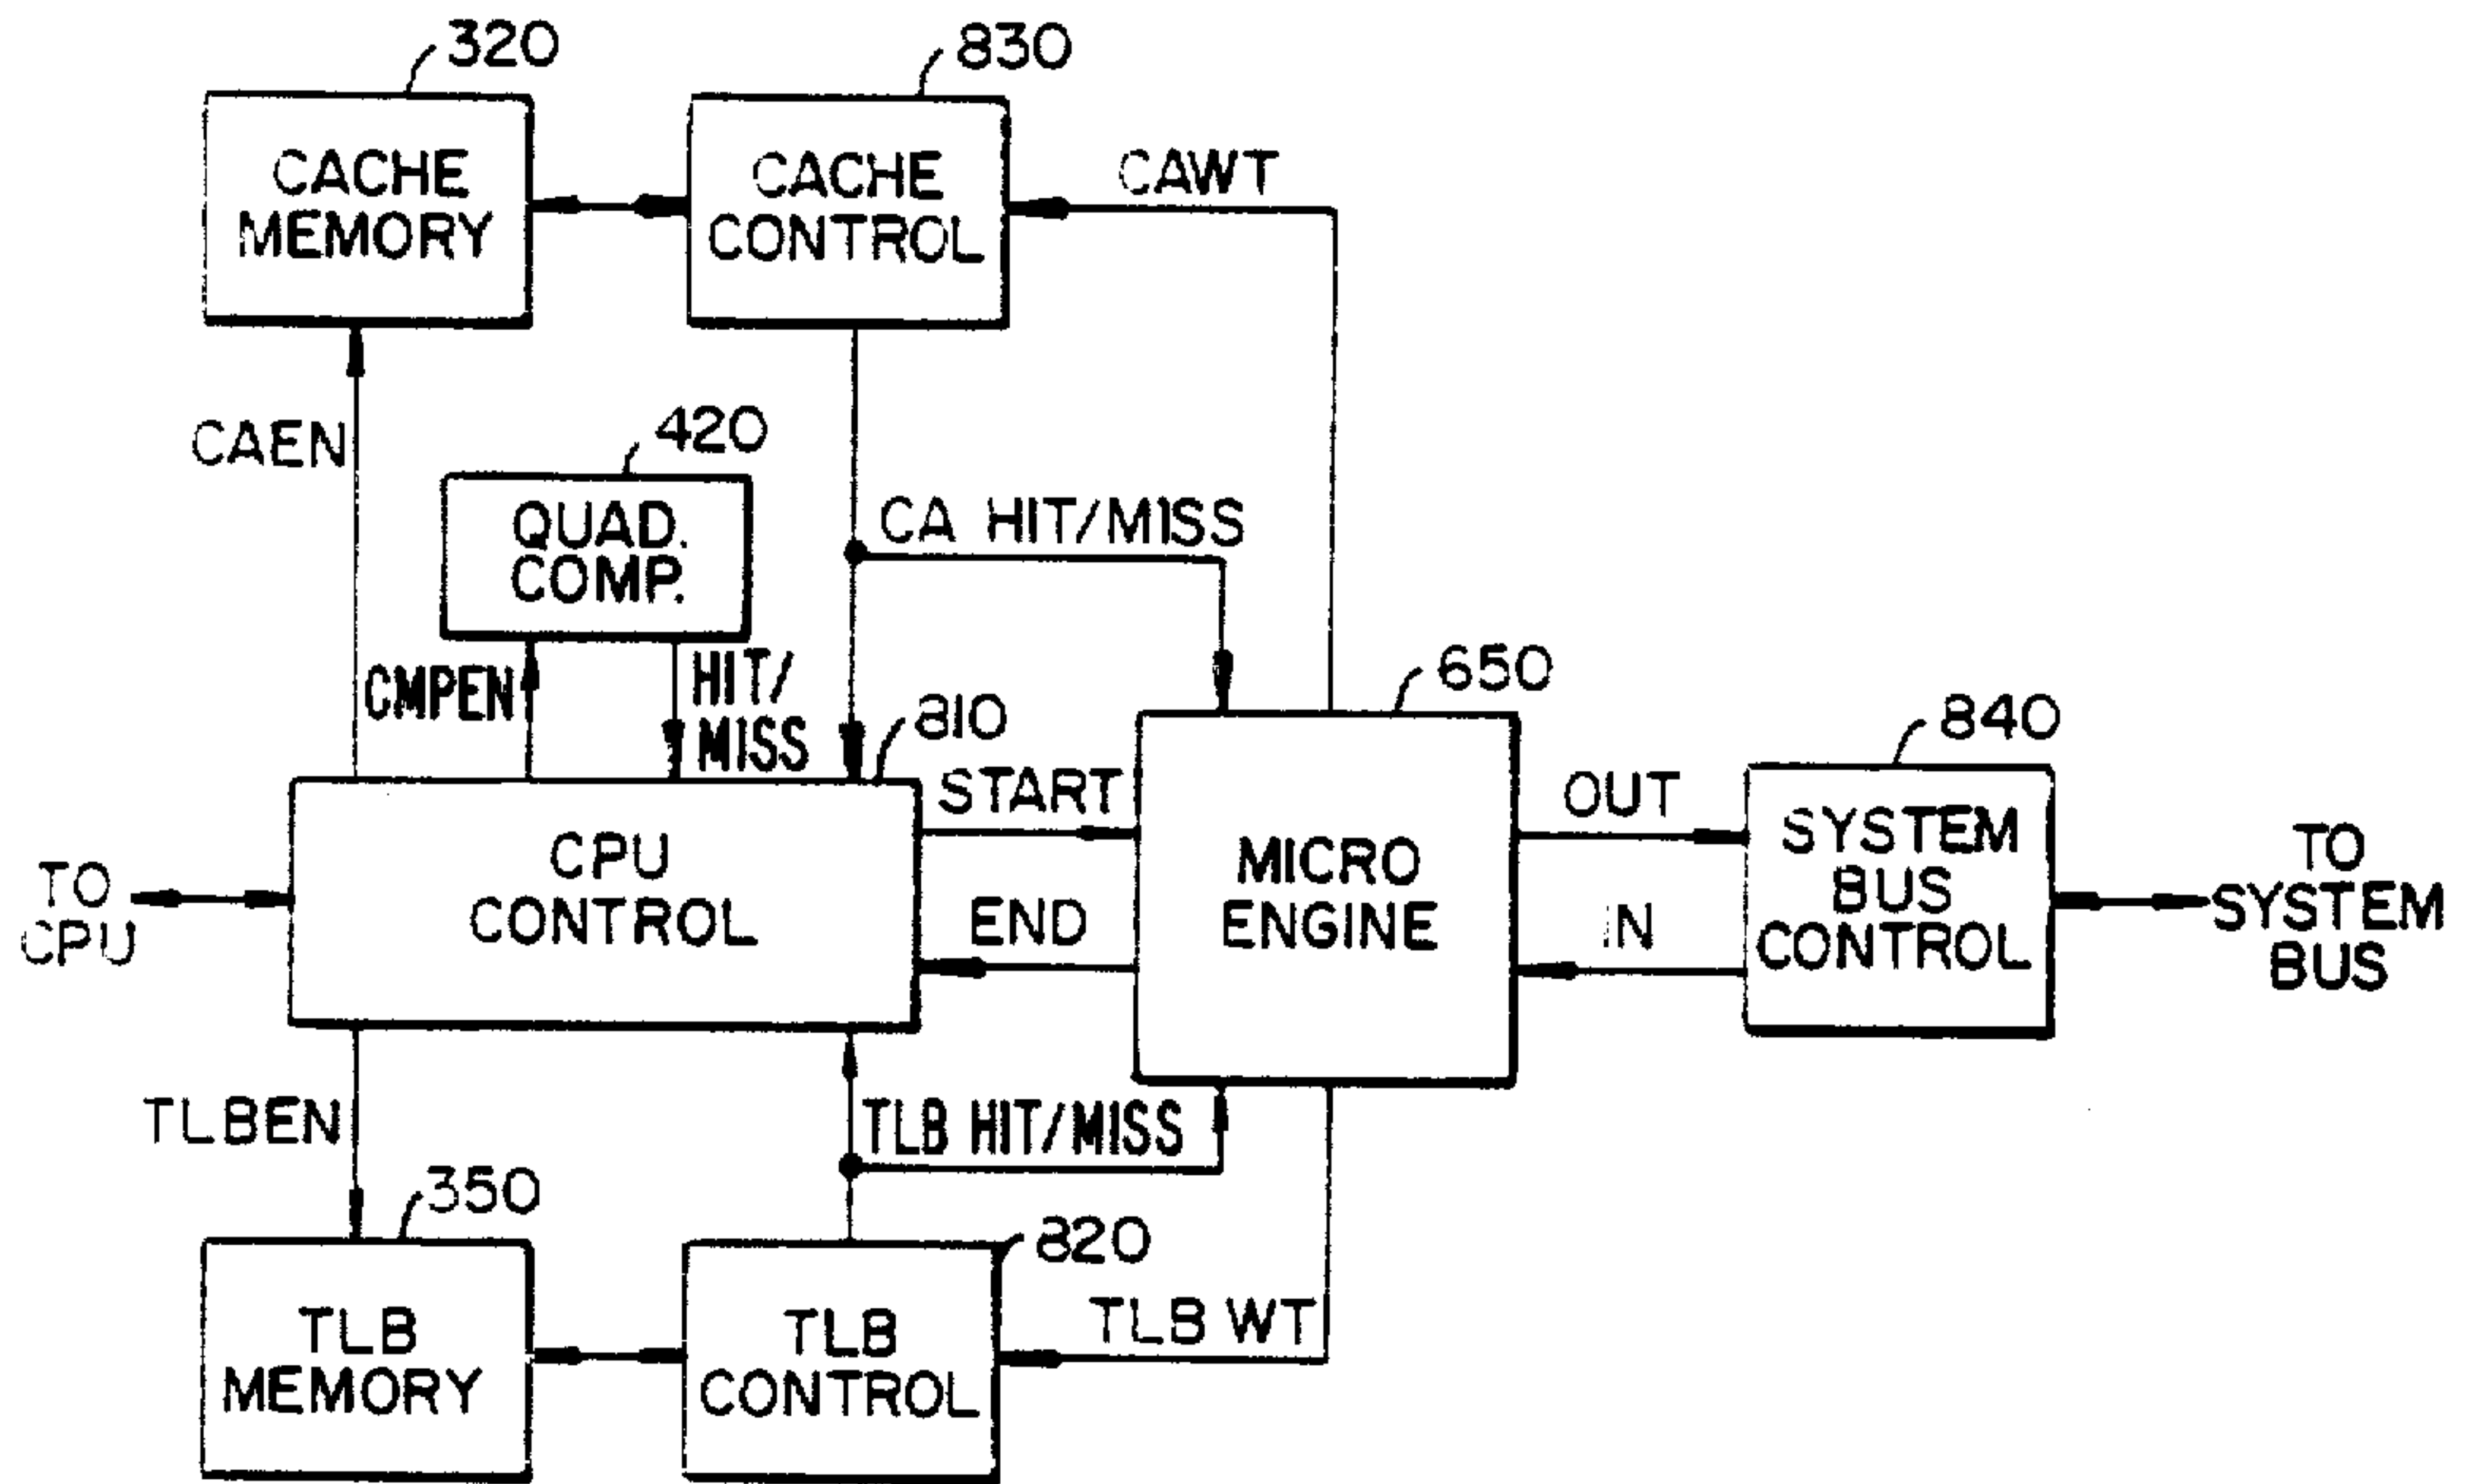 320
830
CACHE
MEMORY
CACHE
CONTROL
CAWT
CAEN
420
QUAD.
COMP.
CA HIT/MISS
CMPEN
HIT/
MISS
810
650
840
START
OUT
CPU
CONTROL
MICRO
ENGINE
SYSTEM
BUS
CONTROL
TO
CPU
END
IN
TO
SYSTEM
BUS
TLBEN
TLB HIT/MISS
350
820
TLB
MEMORY
TLB
CONTROL
TLB WT